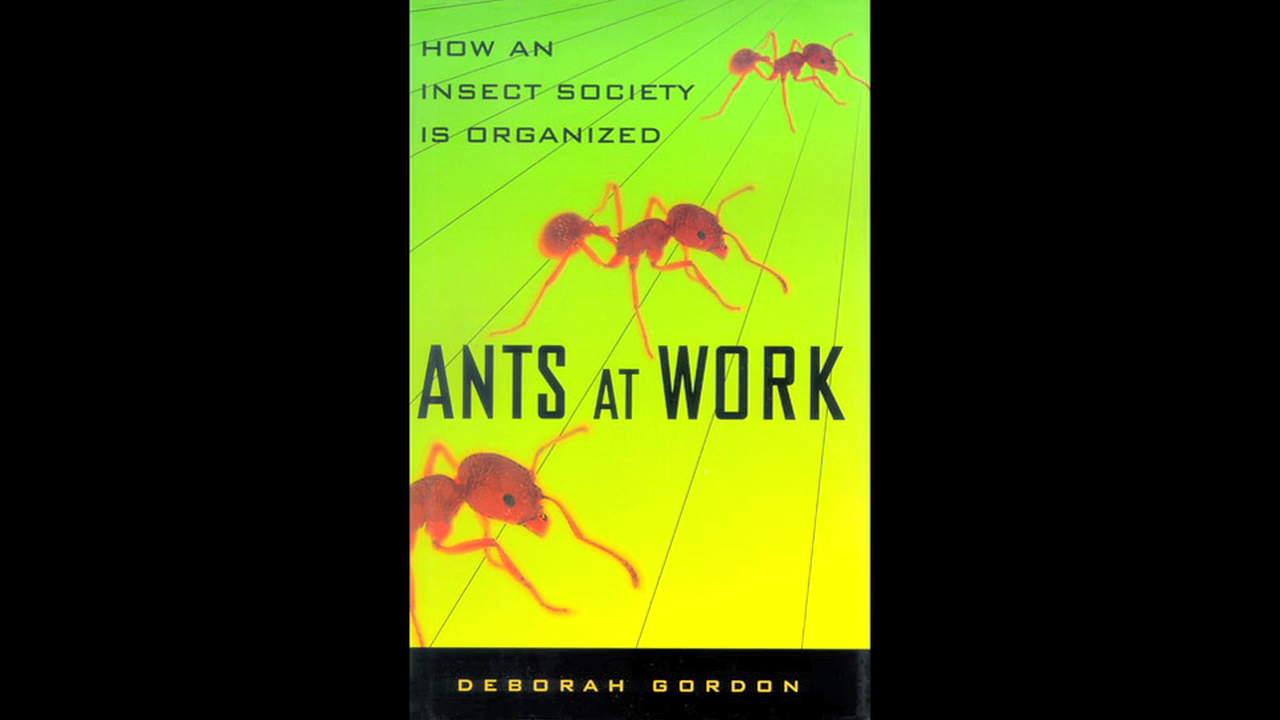 HOW AN
INSECT SOCIETY
IS ORGANIZED
ANTS AT WORK
DEBORAH GORDON